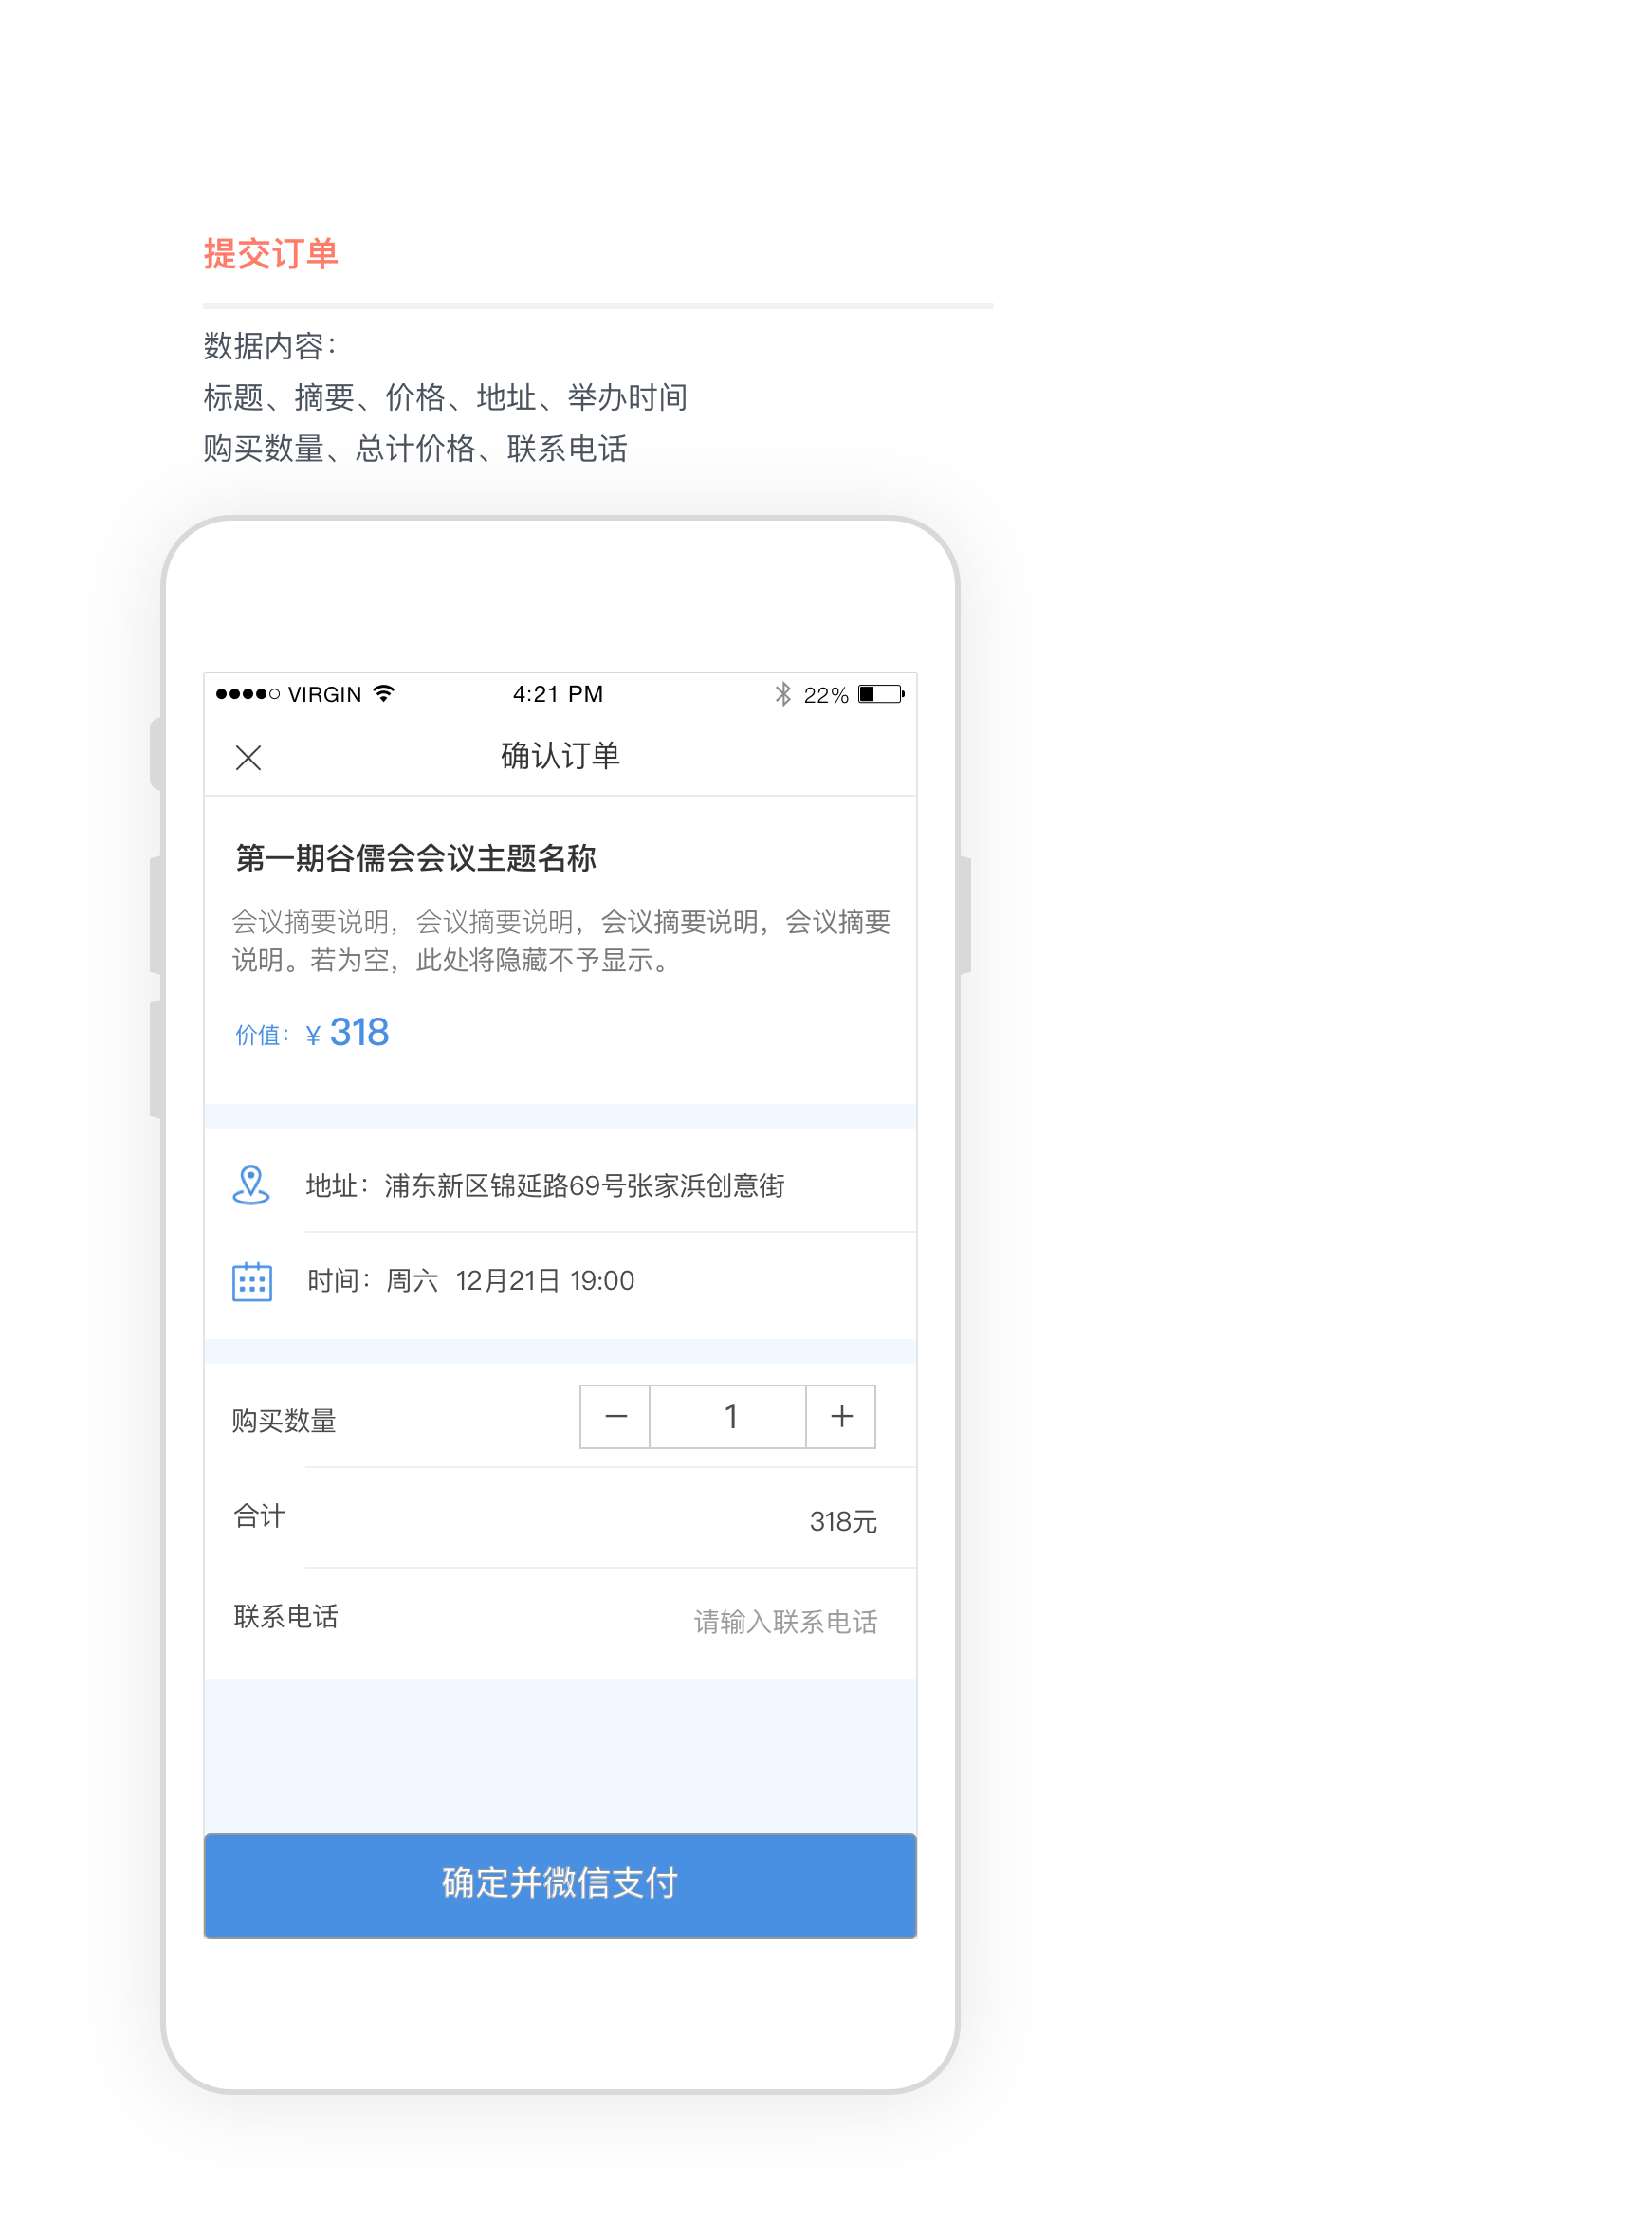 提交订单
数据内容：
标题、摘要、价格、地址、举办时间
购买数量、总计价格、联系电话
VIRGIN 4:21 PM 22%
确认订单
第一期谷儒会会议主题名称
会议摘要说明，会议摘要说明，会议摘要说明，会议摘要
说明。若为空，此处将隐藏不予显示。
价值：¥ 318
地址：浦东新区锦延路69号张家浜创意街
时间：周六 12月21日 19:00
购买数量 － 1 ＋
合计 318元
联系电话 请输入联系电话
确定并微信支付